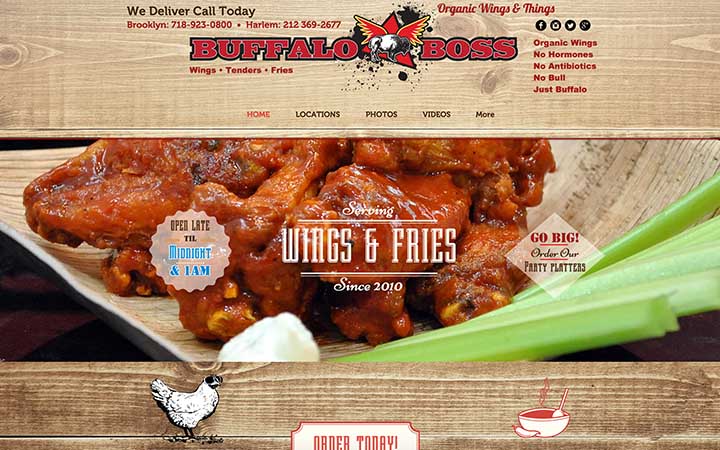 We Deliver Call Today
Brooklyn: 718-923-0800 • Harlem: 212 369-2677
Organic Wings & Things
BUFFALO BOSS
Wings • Tenders • Fries
Organic Wings
No Hormones
No Antibiotics
No Bull
Just Buffalo
HOME LOCATIONS PHOTOS VIDEOS More
OPEN LATE
TIL
MIDNIGHT
& 1AM
Serving
WINGS & FRIES
Since 2010
GO BIG!
Order Our
PARTY PLATTERS
ORDER TODAY!